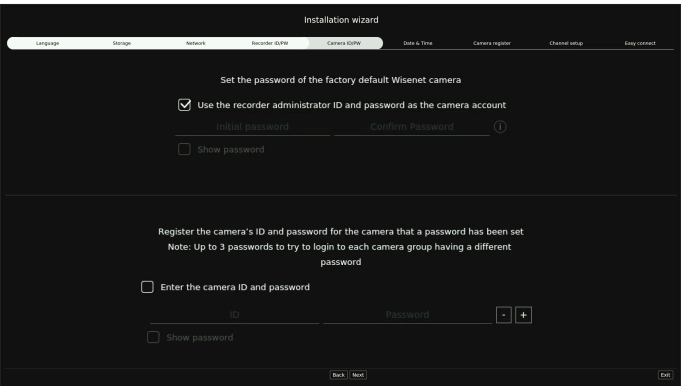 Installation wizard
Language Storage Network Recorder ID/PW Camera ID/PW Date & Time Camera register Channel setup Easy connect
Set the password of the factory default Wisenet camera
Use the recorder administrator ID and password as the camera account
Initial password Confirm Password i
Show password
Register the camera's ID and password for the camera that a password has been set
Note: Up to 3 passwords to try to login to each camera group having a different
password
Enter the camera ID and password
ID Password - +
Show password
Back Next Exit